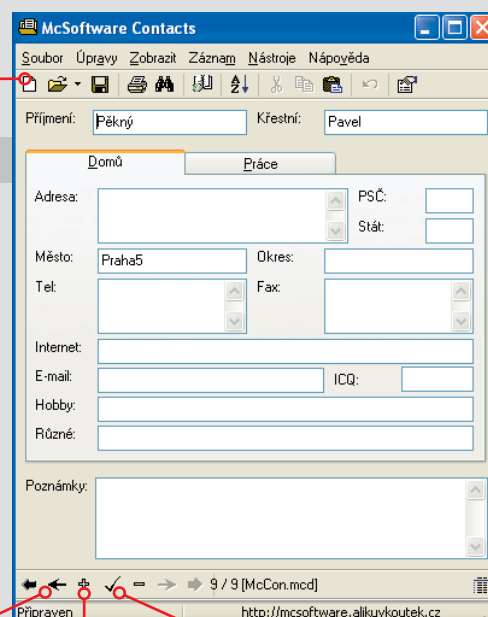 McSoftware Contacts
Soubor Úpravy Zobrazit Záznam Nástroje Nápověda
Příjmení: Pěkný Křestní: Pavel
Domů Práce
Adresa: PSČ:
Stát:
Město: Praha5 Okres:
Tel: Fax:
Internet:
E-mail: ICQ:
Hobby:
Různé:
Poznámky:
9 / 9 [McCon.mcd]
Připraven http://mcsoftware.alikuvkoutek.cz